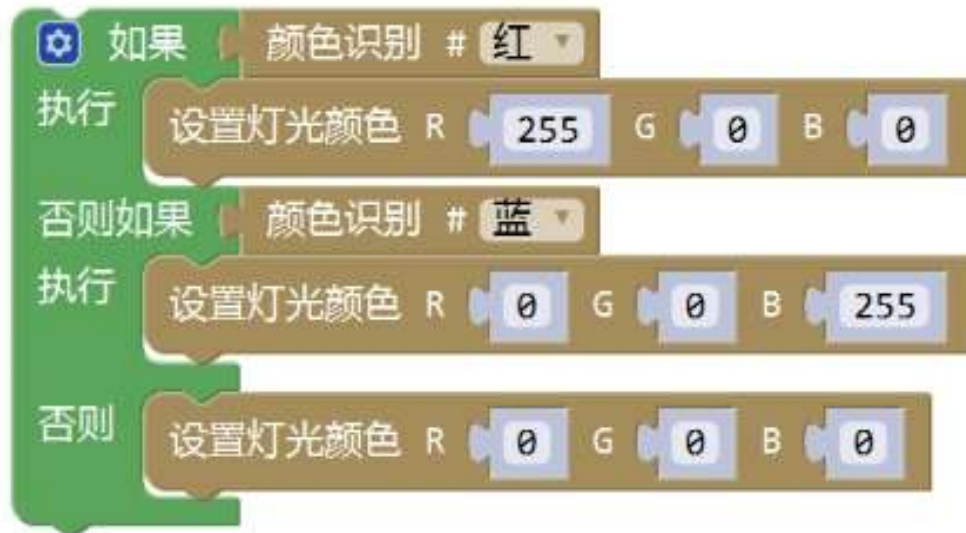 如果 颜色识别 # 红
执行 设置灯光颜色 R 255 G 0 B 0
否则如果 颜色识别 # 蓝
执行 设置灯光颜色 R 0 G 0 B 255
否则 设置灯光颜色 R 0 G 0 B 0